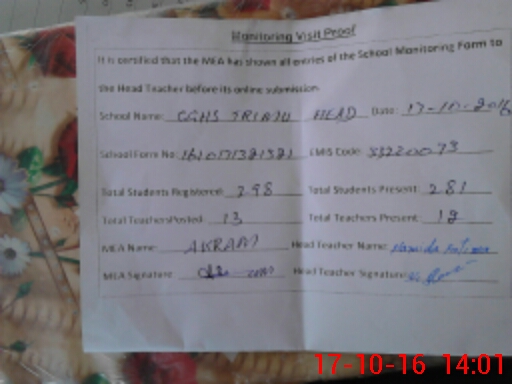 Monitoring Visit Proof
It is certified that the MEA has shown all entries of the School Monitoring Form to
the Head Teacher before its online submission
School Name: GGHS TRIMU HEAD Date: 17-10-2016
School Form No: EMIS Code:
Total Students Registered: 298 Total Students Present: 281
Total Teachers Posted: 13 Total Teachers Present: 12
MEA Name: AKRAM Head Teacher Name:
MEA Signature: Head Teacher Signature:
17-10-16 14:01